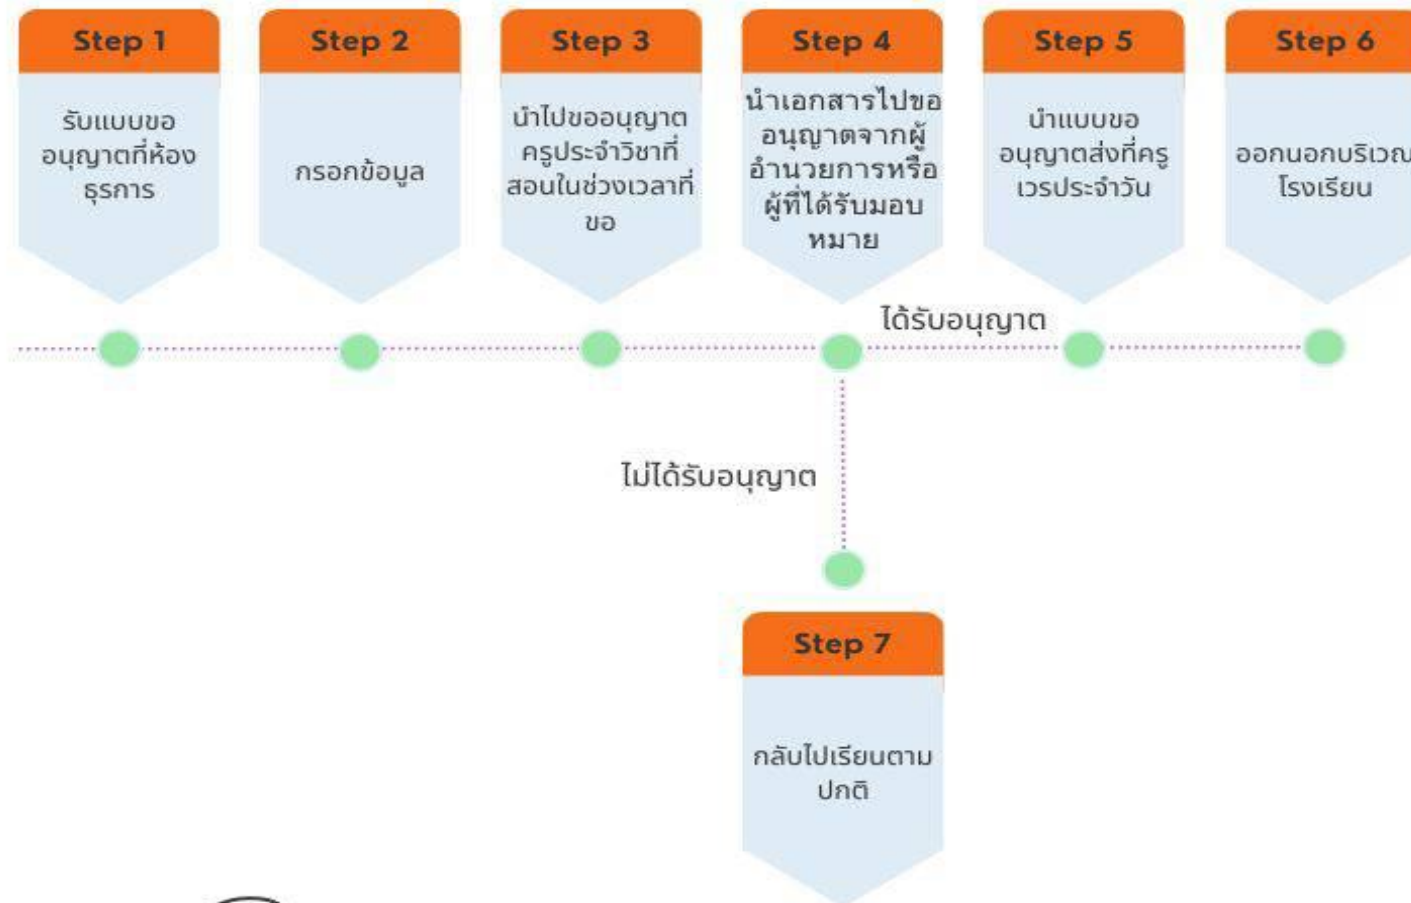 Step 1
รับแบบขอ
อนุญาตที่ห้อง
ธุรการ
Step 2
กรอกข้อมูล
Step 3
นำไปขออนุญาต
ครูประจำวิชาที่
สอนในช่วงเวลาที่
ขอ
Step 4
นำเอกสารไปขอ
อนุญาตจากผู้
อำนวยการหรือ
ผู้ที่ได้รับมอบ
หมาย
Step 5
นำแบบขอ
อนุญาตส่งที่ครู
เวรประจำวัน
Step 6
ออกนอกบริเวณ
โรงเรียน
ได้รับอนุญาต
ไม่ได้รับอนุญาต
Step 7
กลับไปเรียนตาม
ปกติ